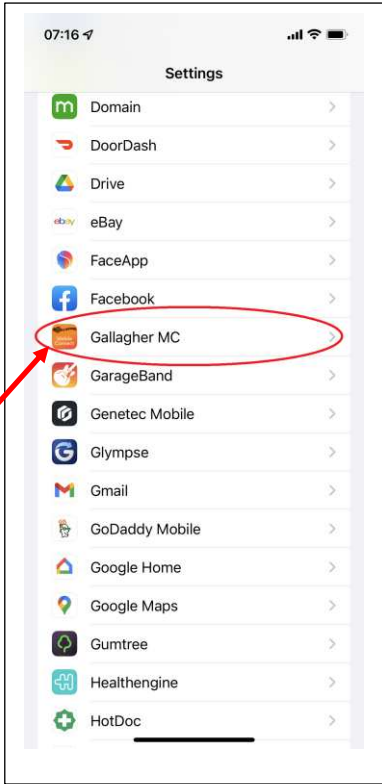 07:16
Settings
Domain
DoorDash
Drive
ebay eBay
FaceApp
Facebook
Gallagher MC
GarageBand
Genetec Mobile
Glympse
Gmail
GoDaddy Mobile
Google Home
Google Maps
Gumtree
Healthengine
HotDoc